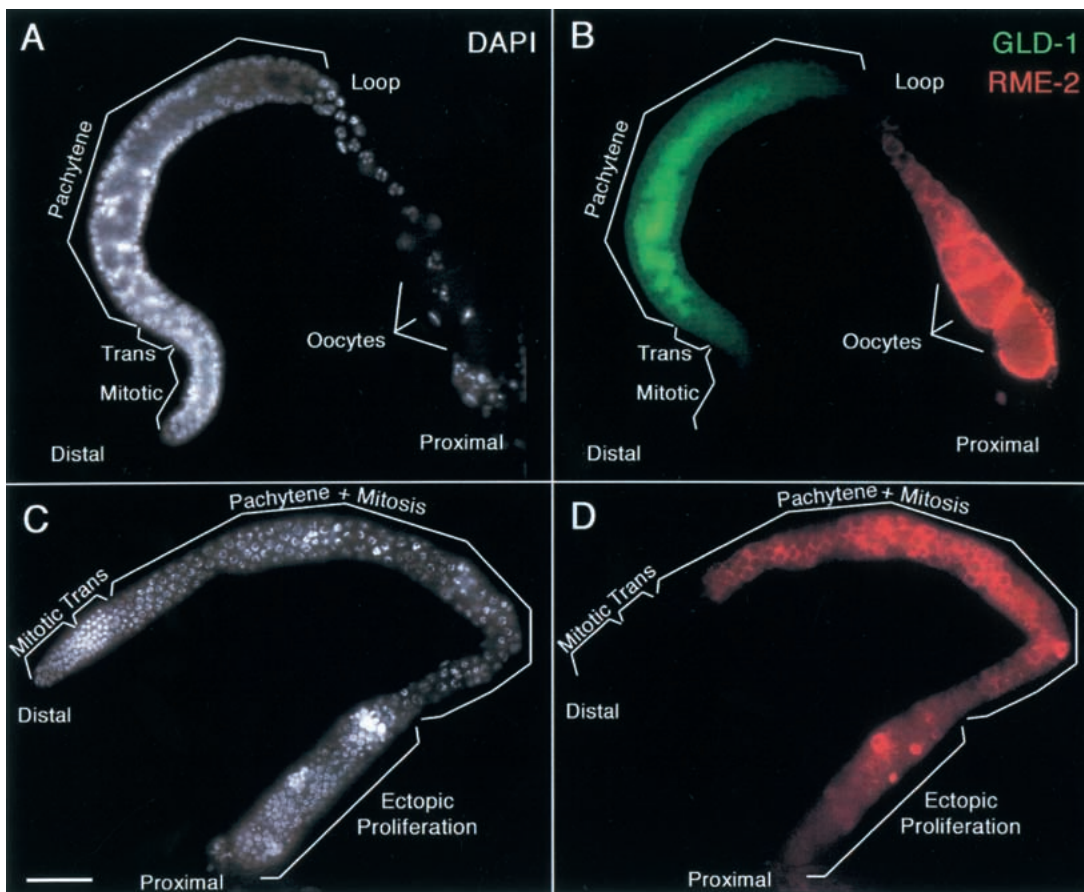 A
DAPI
Loop
Pachytene
Trans
Mitotic
Oocytes
Distal
Proximal
B
GLD-1
RME-2
Loop
Pachytene
Trans
Mitotic
Oocytes
Distal
Proximal
C
Pachytene + Mitosis
Mitotic Trans
Distal
Ectopic
Proliferation
Proximal
D
Pachytene + Mitosis
Mitotic Trans
Distal
Ectopic
Proliferation
Proximal